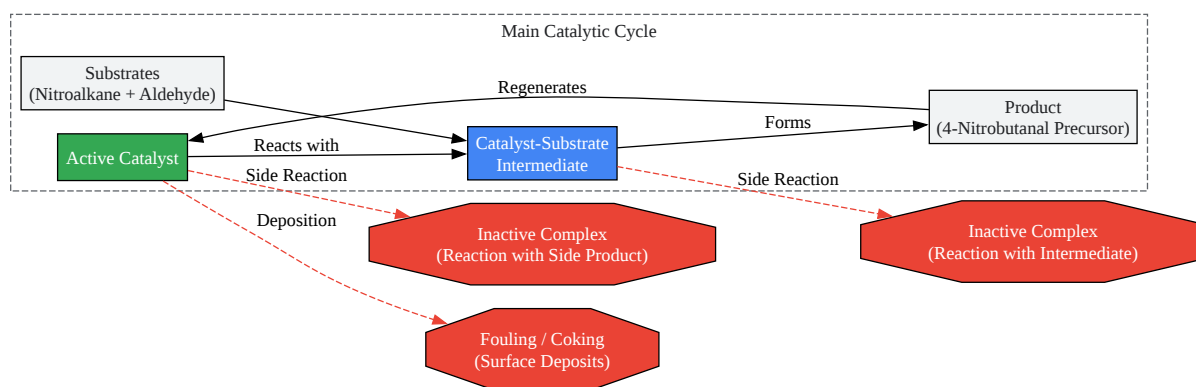 Main Catalytic Cycle
Substrates
(Nitroalkane + Aldehyde)
Regenerates
Product
(4-Nitrobutanal Precursor)
Forms
Active Catalyst
Reacts with
Catalyst-Substrate
Intermediate
Side Reaction
Side Reaction
Deposition
Inactive Complex
(Reaction with Side Product)
Inactive Complex
(Reaction with Intermediate)
Fouling / Coking
(Surface Deposits)